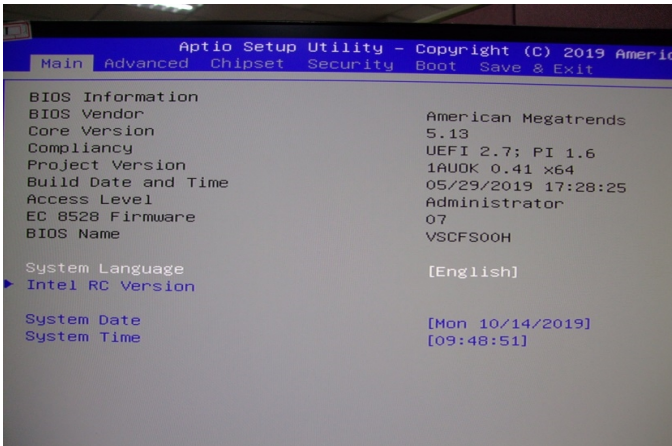 Aptio Setup Utility – Copyright (C) 2019
Main Advanced Chipset Security Boot Save & Exit
BIOS Information
BIOS Vendor American Megatrends
Core Version 5.13
Compliancy UEFI 2.7; PI 1.6
Project Version 1AUOK 0.41 x64
Build Date and Time 05/29/2019 17:28:25
Access Level Administrator
EC 8528 Firmware 07
BIOS Name VSCFS00H
System Language [English]
Intel RC Version
System Date [Mon 10/14/2019]
System Time [09:48:51]